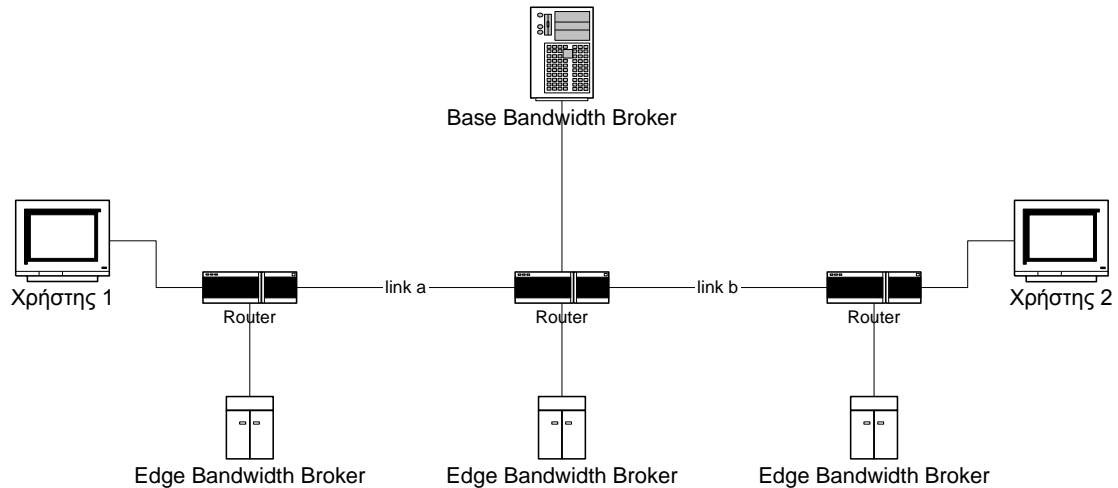 Base Bandwidth Broker
Χρήστης 1
Χρήστης 2
link a
link b
Router
Router
Router
Edge Bandwidth Broker
Edge Bandwidth Broker
Edge Bandwidth Broker